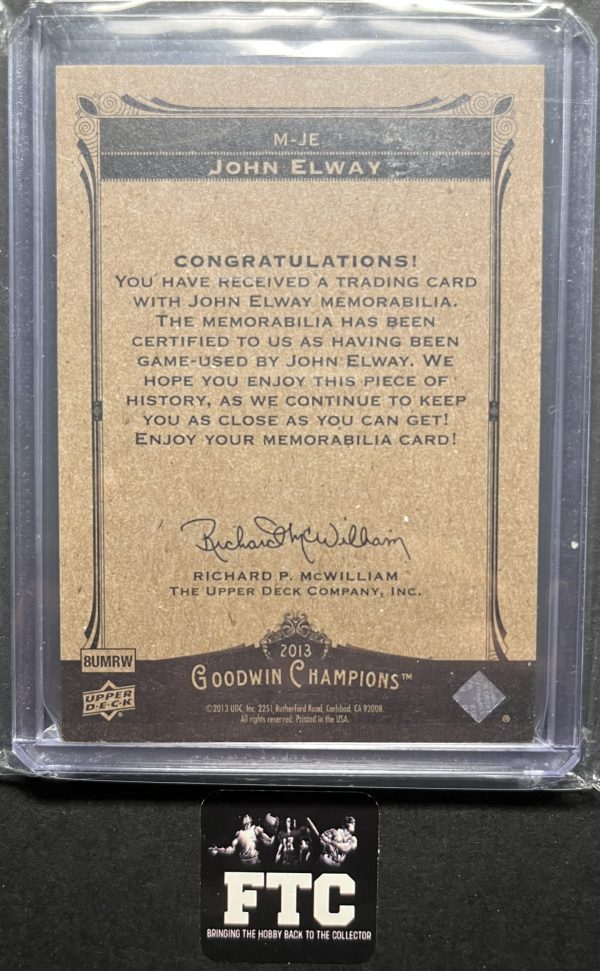 M-JE
JOHN ELWAY
CONGRATULATIONS!
YOU HAVE RECEIVED A TRADING CARD
WITH JOHN ELWAY MEMORABILIA.
THE MEMORABILIA HAS BEEN
CERTIFIED TO US AS HAVING BEEN
GAME-USED BY JOHN ELWAY. WE
HOPE YOU ENJOY THIS PIECE OF
HISTORY, AS WE CONTINUE TO KEEP
YOU AS CLOSE AS YOU CAN GET!
ENJOY YOUR MEMORABILIA CARD!
Richard McWilliam
RICHARD P. MCWILLIAM
THE UPPER DECK COMPANY, INC.
8UMRW
2013
GOODWIN CHAMPIONS™
UPPER
D·E·C·K
©2013 UDC, Inc. 2251 Rutherford Road, Carlsbad, CA 92008.
All rights reserved. Printed in the USA.
®
FTC
BRINGING THE HOBBY BACK TO THE COLLECTOR